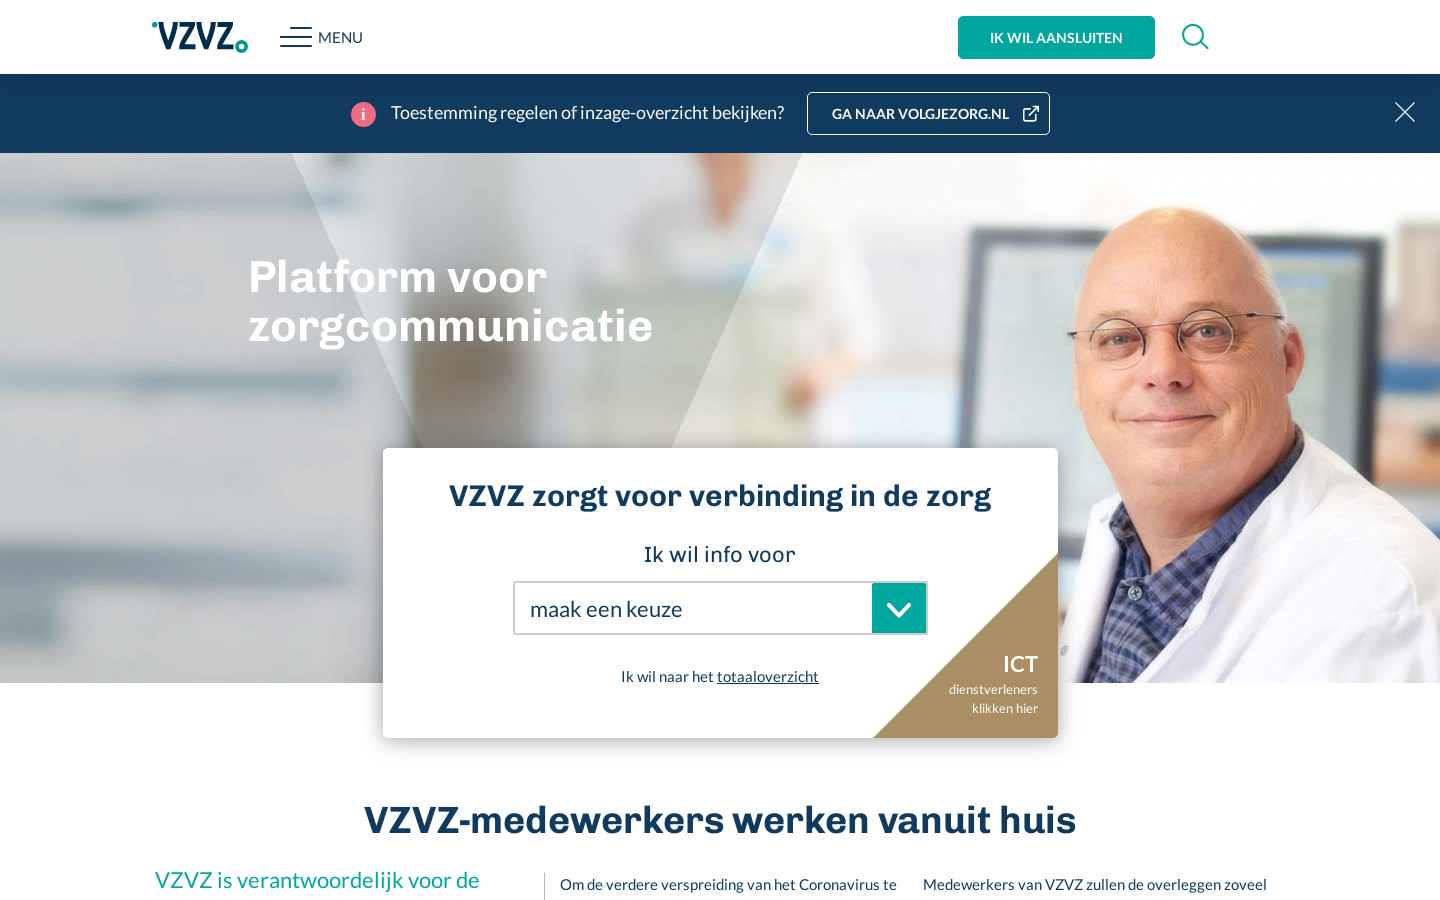 VZVZ
MENU
IK WIL AANSLUITEN
i
Toestemming regelen of inzage-overzicht bekijken?
GA NAAR VOLGJEZORG.NL
Platform voor
zorgcommunicatie
VZVZ zorgt voor verbinding in de zorg
Ik wil info voor
maak een keuze
Ik wil naar het totaaloverzicht
ICT
dienstverleners
klikken hier
VZVZ-medewerkers werken vanuit huis
VZVZ is verantwoordelijk voor de
Om de verdere verspreiding van het Coronavirus te
Medewerkers van VZVZ zullen de overleggen zoveel